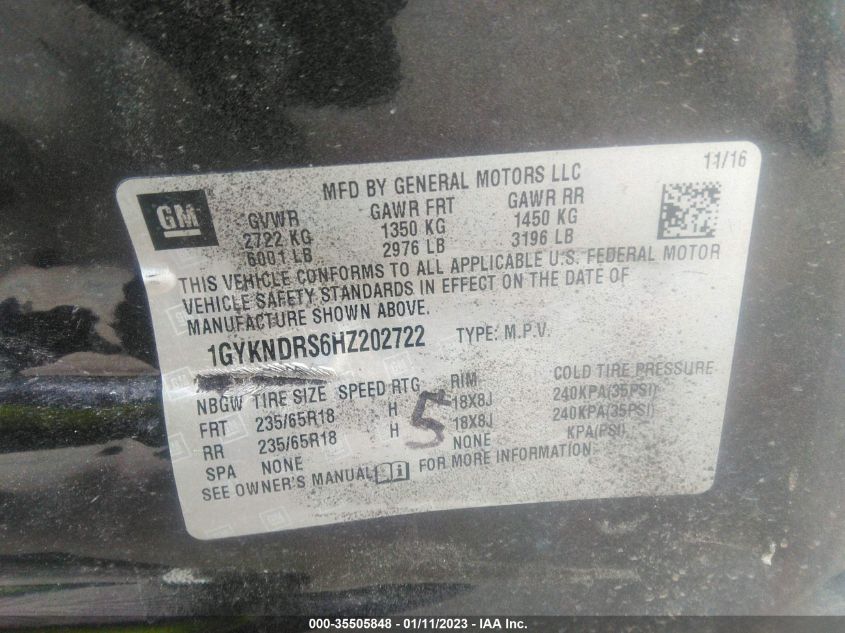 11/16
MFD BY GENERAL MOTORS LLC
GM
GVWR GAWR FRT GAWR RR
2722 KG 1350 KG 1450 KG
6001 LB 2976 LB 3196 LB
THIS VEHICLE CONFORMS TO ALL APPLICABLE U.S. FEDERAL MOTOR
VEHICLE SAFETY STANDARDS IN EFFECT ON THE DATE OF
MANUFACTURE SHOWN ABOVE.
1GYKNDRS6HZ202722 TYPE: M.P.V.
NBGW TIRE SIZE SPEED RTG RIM COLD TIRE PRESSURE
FRT 235/65R18 H 18X8J 240KPA(35PSI)
RR 235/65R18 H 18X8J 240KPA(35PSI)
SPA NONE NONE KPA(PSI)
5
SEE OWNER'S MANUAL FOR MORE INFORMATION
000-35505848 - 01/11/2023 - IAA Inc.